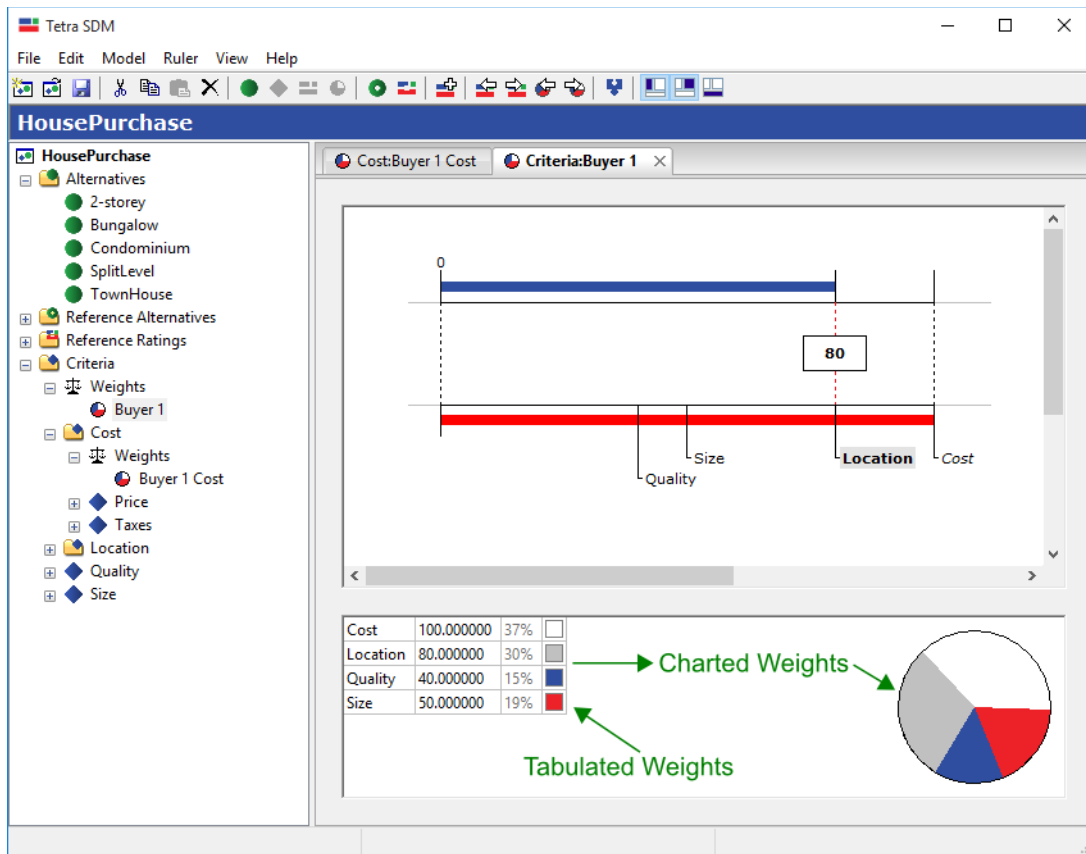 Tetra SDM
File Edit Model Ruler View Help
HousePurchase
HousePurchase
Alternatives
2-storey
Bungalow
Condominium
SplitLevel
TownHouse
Reference Alternatives
Reference Ratings
Criteria
Weights
Buyer 1
Cost
Weights
Buyer 1 Cost
Price
Taxes
Location
Quality
Size
Cost:Buyer 1 Cost
Criteria:Buyer 1
0
80
Size
Location
Cost
Quality
Cost 100.000000 37%
Location 80.000000 30%
Quality 40.000000 15%
Size 50.000000 19%
Charted Weights
Tabulated Weights